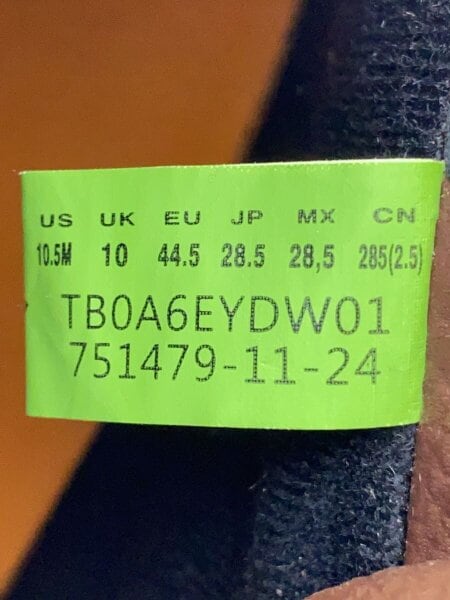 US UK EU JP MX CN
10.5M 10 44.5 28.5 28,5 285(2.5)
TB0A6EYDW01
751479-11-24